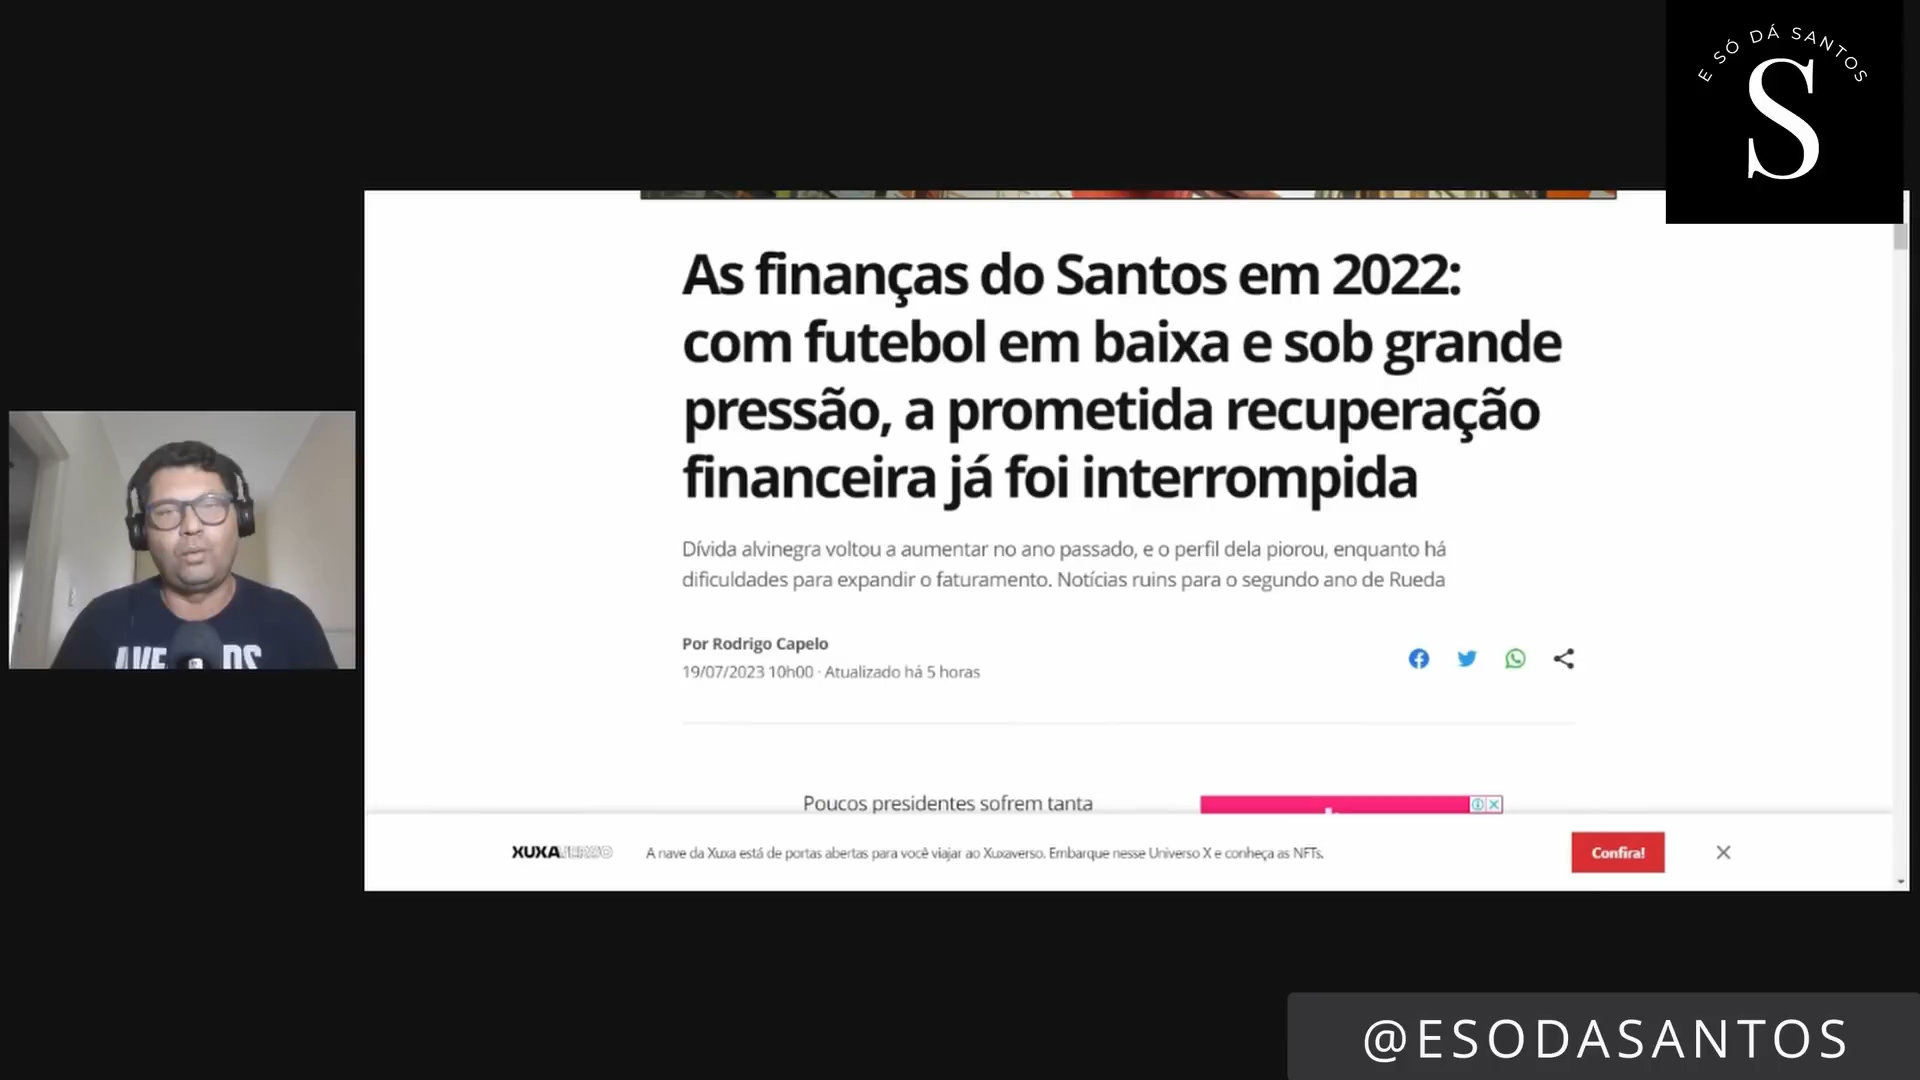 E SÓ DÁ SANTOS
S
As finanças do Santos em 2022:
com futebol em baixa e sob grande
pressão, a prometida recuperação
financeira já foi interrompida
Dívida alvinegra voltou a aumentar no ano passado, e o perfil dela piorou, enquanto há
dificuldades para expandir o faturamento. Notícias ruins para o segundo ano de Rueda
Por Rodrigo Capelo
19/07/2023 10h00 · Atualizado há 5 horas
Poucos presidentes sofrem tanta
XUXAVERSO
A nave da Xuxa está de portas abertas para você viajar ao Xuxaverso. Embarque nesse Universo X e conheça as NFTs.
Confira!
@ESODASANTOS